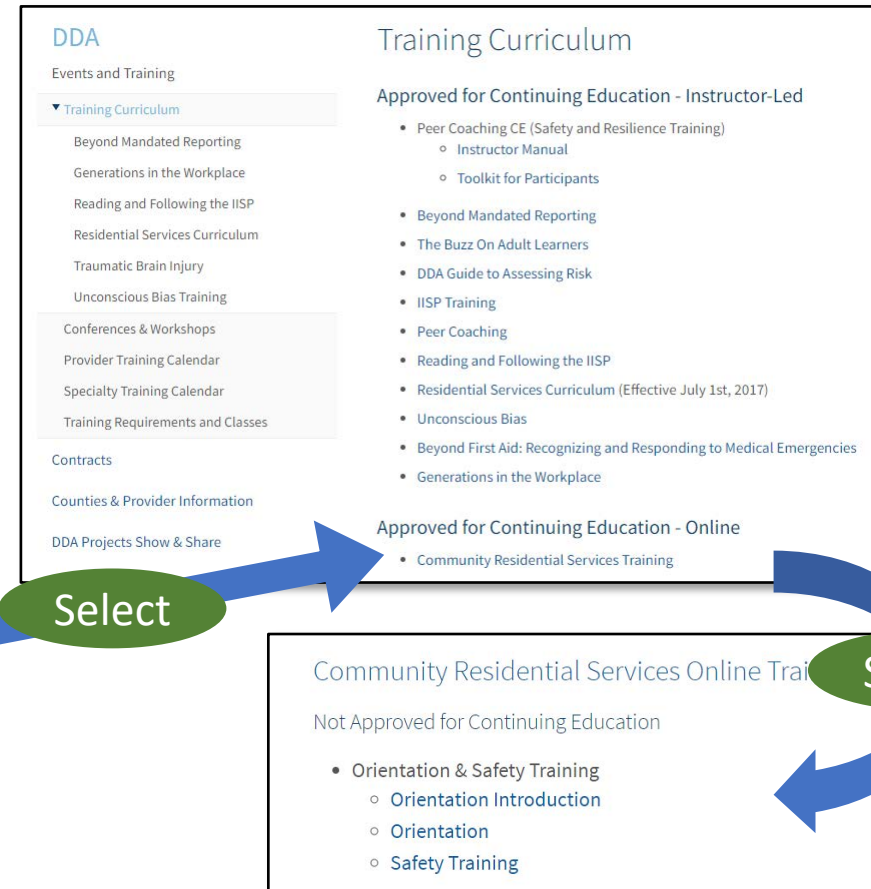 DDA
Events and Training
Training Curriculum
Beyond Mandated Reporting
Generations in the Workplace
Reading and Following the IISP
Residential Services Curriculum
Traumatic Brain Injury
Unconscious Bias Training
Conferences & Workshops
Provider Training Calendar
Specialty Training Calendar
Training Requirements and Classes
Contracts
Counties & Provider Information
DDA Projects Show & Share
Training Curriculum
Approved for Continuing Education - Instructor-Led
Peer Coaching CE (Safety and Resilience Training)
Instructor Manual
Toolkit for Participants
Beyond Mandated Reporting
The Buzz On Adult Learners
DDA Guide to Assessing Risk
IISP Training
Peer Coaching
Reading and Following the IISP
Residential Services Curriculum (Effective July 1st, 2017)
Unconscious Bias
Beyond First Aid: Recognizing and Responding to Medical Emergencies
Generations in the Workplace
Approved for Continuing Education - Online
Community Residential Services Training
Select
Community Residential Services Online Trai
S
Not Approved for Continuing Education
Orientation & Safety Training
Orientation Introduction
Orientation
Safety Training